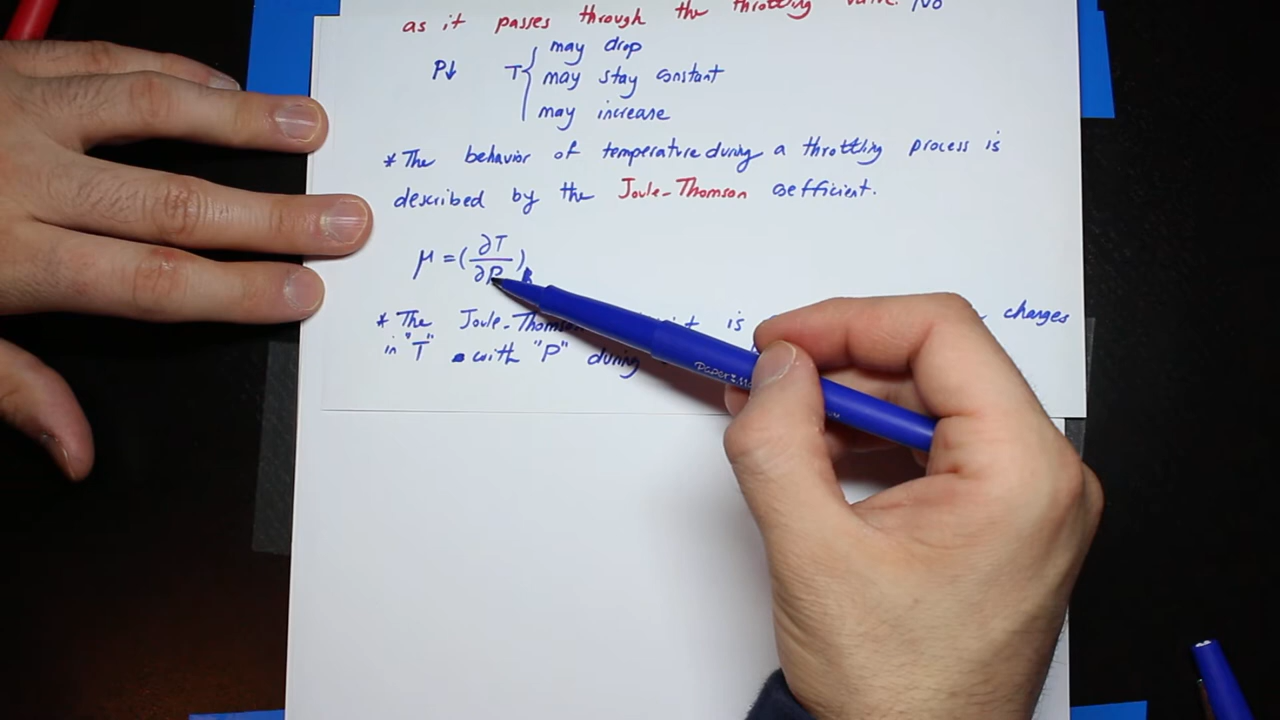 as it passes through the throttling valve. No
P↓ T{ may drop
may stay constant
may increase
* The behavior of temperature during a throttling process is
described by the Joule-Thomson coefficient.
μ = (∂T/∂P)h
* The Joule-Thomson is changes
in "T" with "P" during